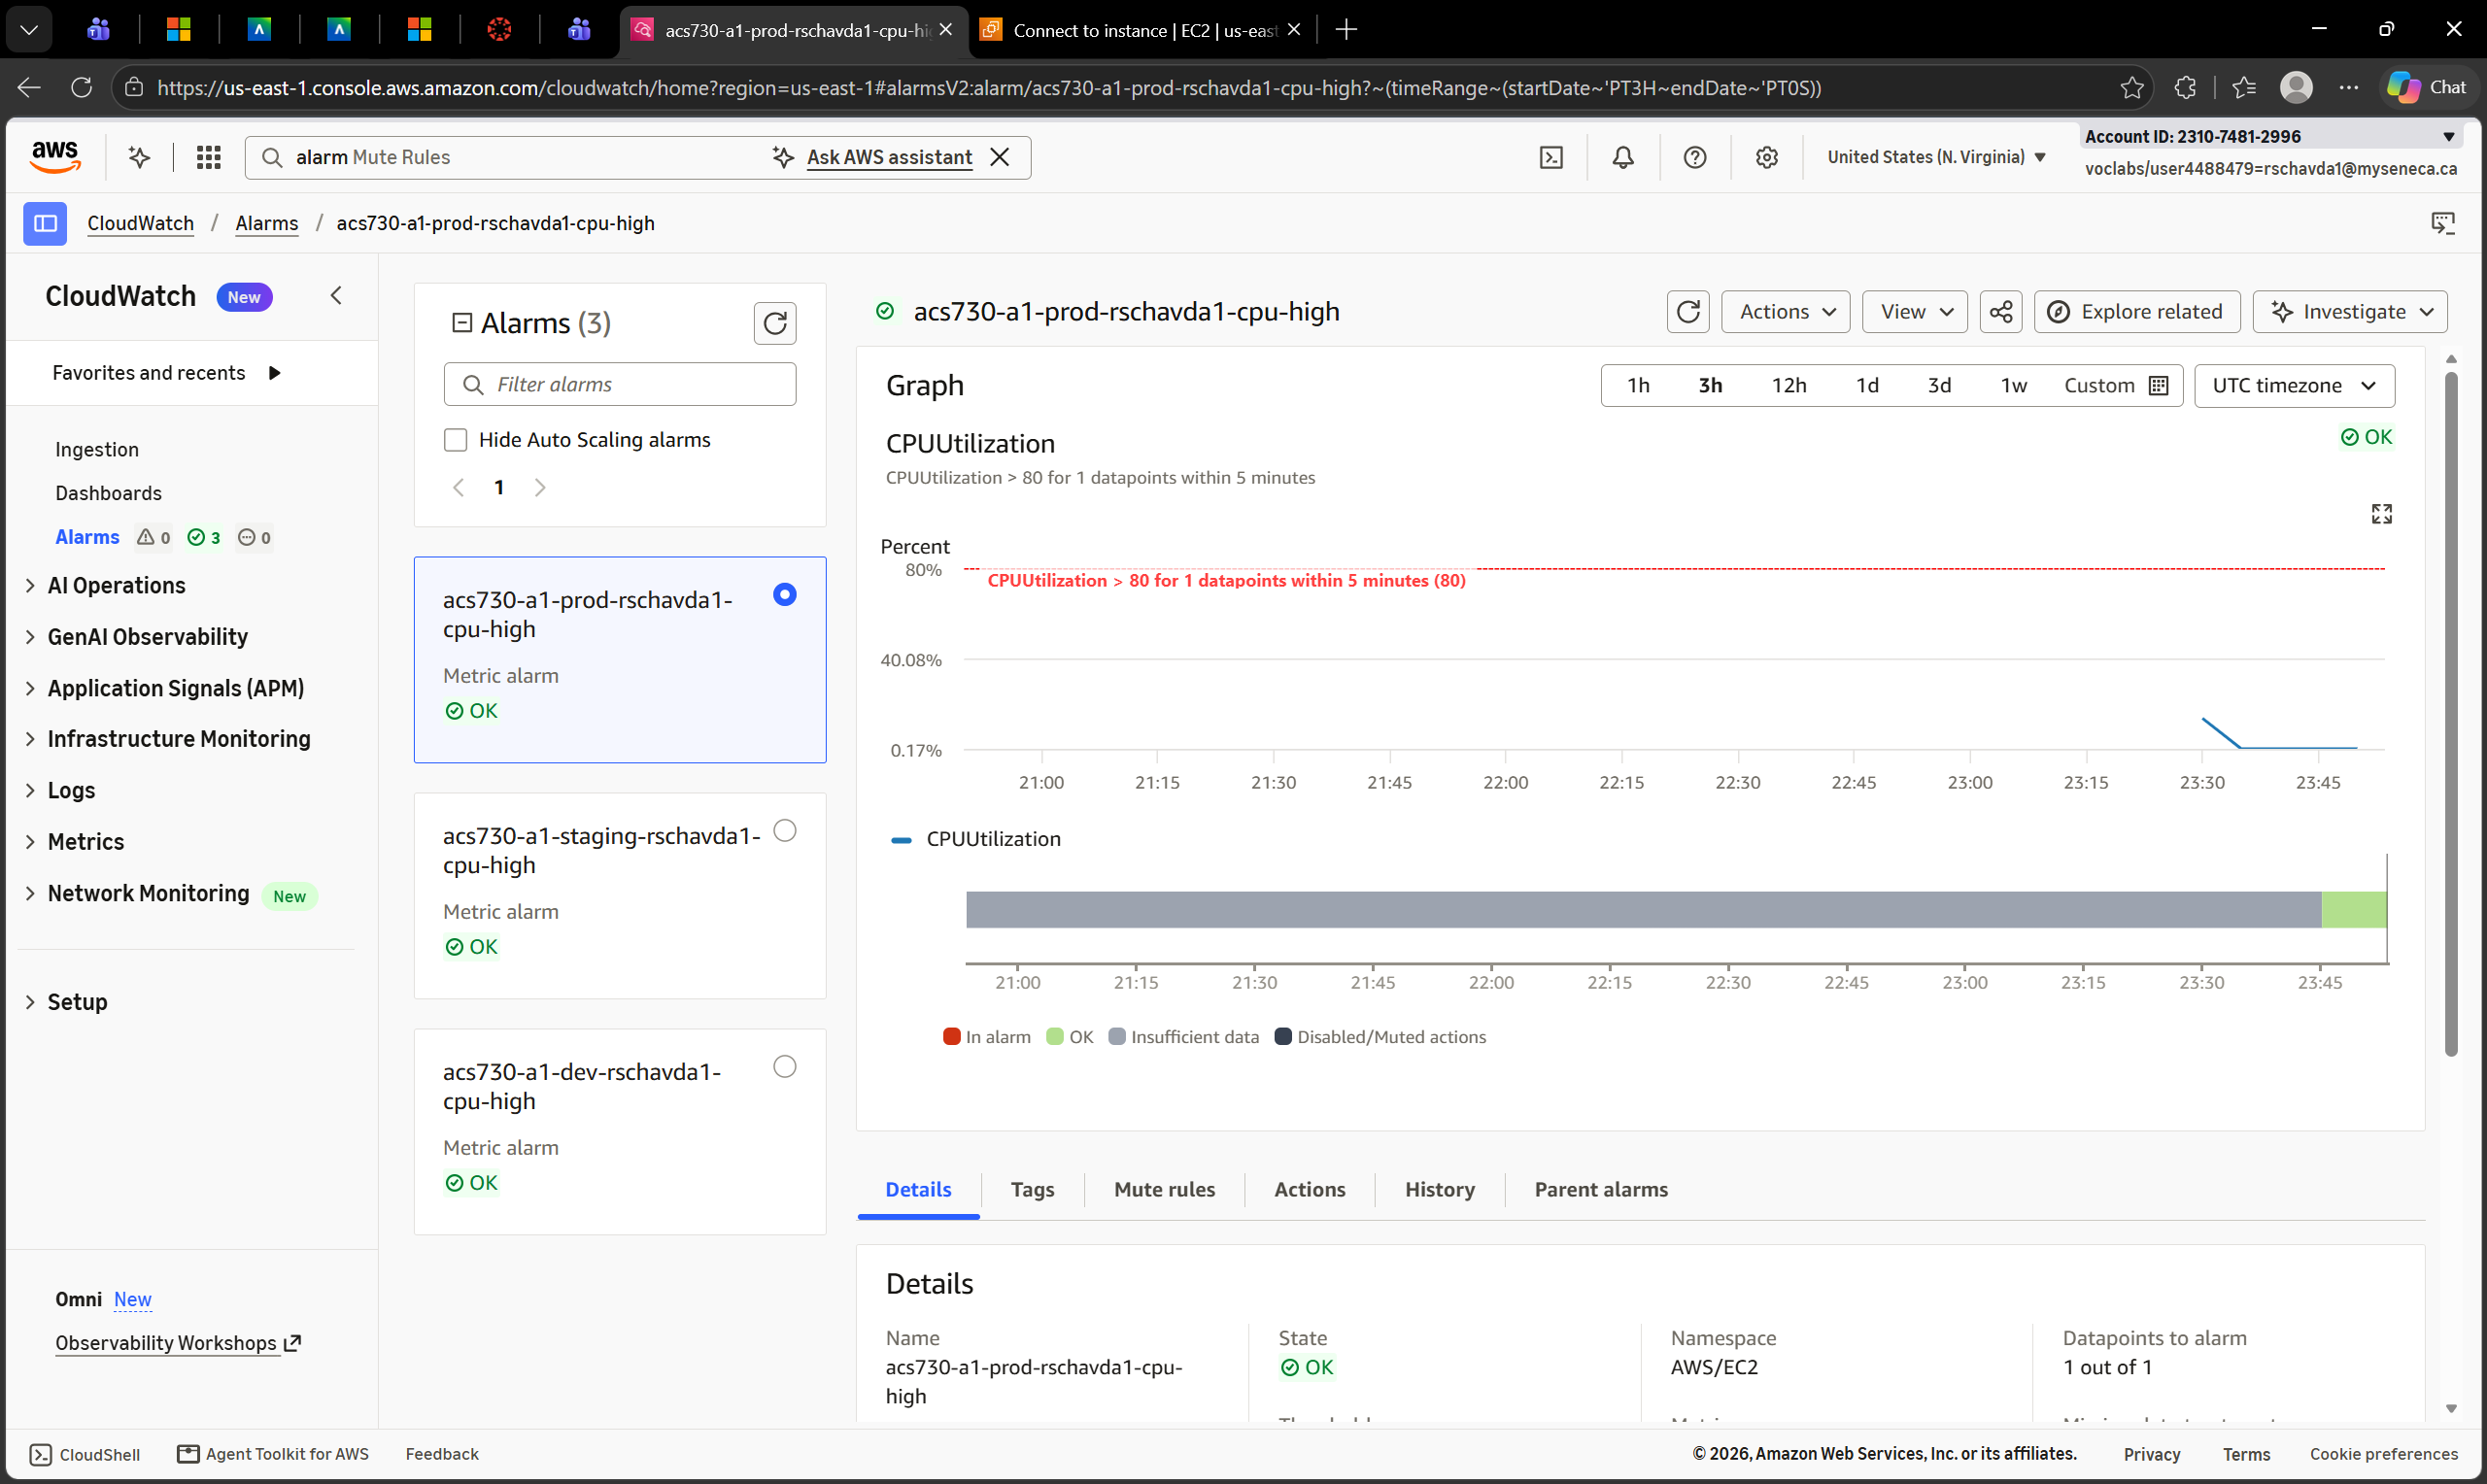 acs730-a1-prod-rschavda1-cpu-hi
Connect to instance | EC2 | us-east
https://us-east-1.console.aws.amazon.com/cloudwatch/home?region=us-east-1#alarmsV2:alarm/acs730-a1-prod-rschavda1-cpu-high?~(timeRange~(startDate~'PT3H~endDate~'PT0S))
Chat
aws
alarm Mute Rules
Ask AWS assistant
United States (N. Virginia)
Account ID: 2310-7481-2996
voclabs/user4488479=rschavda1@myseneca.ca
CloudWatch / Alarms / acs730-a1-prod-rschavda1-cpu-high
CloudWatch New
Favorites and recents
Ingestion
Dashboards
Alarms 0 3 0
AI Operations
GenAI Observability
Application Signals (APM)
Infrastructure Monitoring
Logs
Metrics
Network Monitoring New
Setup
Omni New
Observability Workshops
Alarms (3)
Filter alarms
Hide Auto Scaling alarms
1
acs730-a1-prod-rschavda1-
cpu-high
Metric alarm
OK
acs730-a1-staging-rschavda1-
cpu-high
Metric alarm
OK
acs730-a1-dev-rschavda1-
cpu-high
Metric alarm
OK
acs730-a1-prod-rschavda1-cpu-high
Actions View Explore related Investigate
Graph
1h 3h 12h 1d 3d 1w Custom UTC timezone
CPUUtilization
OK
CPUUtilization > 80 for 1 datapoints within 5 minutes
Percent
80%
CPUUtilization > 80 for 1 datapoints within 5 minutes (80)
40.08%
0.17%
21:00 21:15 21:30 21:45 22:00 22:15 22:30 22:45 23:00 23:15 23:30 23:45
CPUUtilization
21:00 21:15 21:30 21:45 22:00 22:15 22:30 22:45 23:00 23:15 23:30 23:45
In alarm OK Insufficient data Disabled/Muted actions
Details Tags Mute rules Actions History Parent alarms
Details
Name
acs730-a1-prod-rschavda1-cpu-
high
State
OK
Namespace
AWS/EC2
Datapoints to alarm
1 out of 1
CloudShell Agent Toolkit for AWS Feedback
© 2026, Amazon Web Services, Inc. or its affiliates. Privacy Terms Cookie preferences